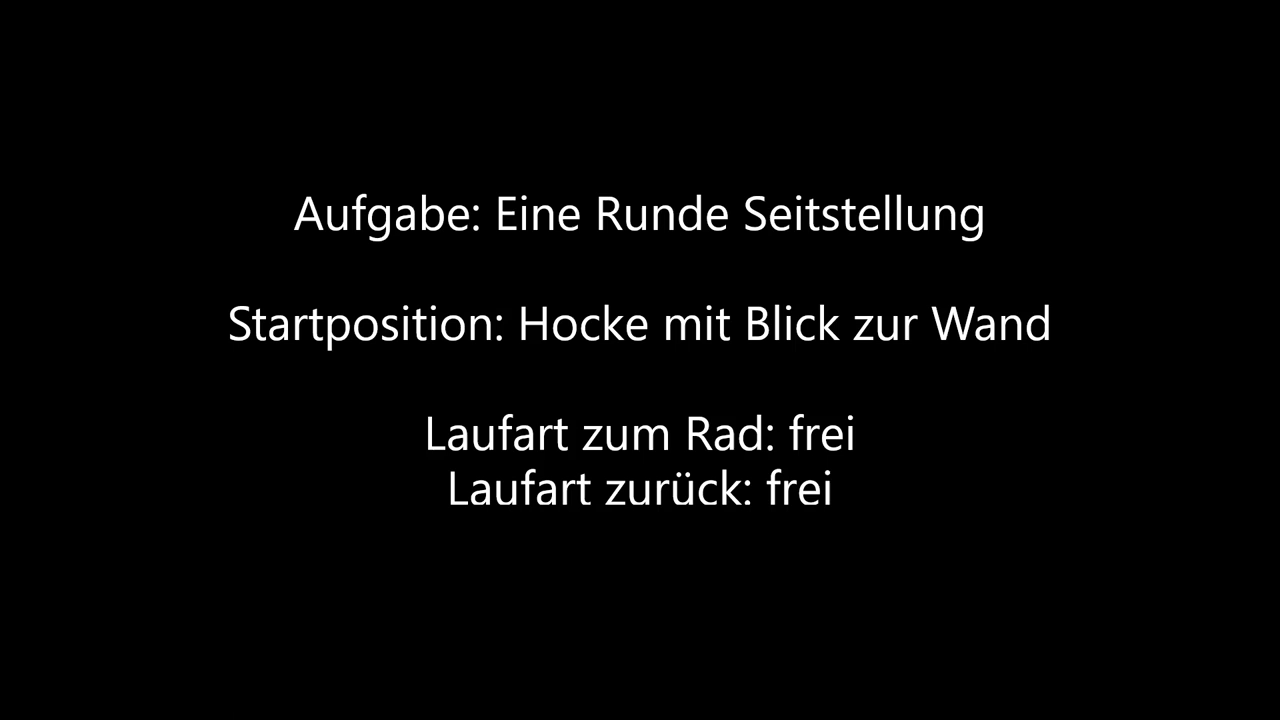 Aufgabe: Eine Runde Seitstellung
Startposition: Hocke mit Blick zur Wand
Laufart zum Rad: frei
Laufart zurück: frei